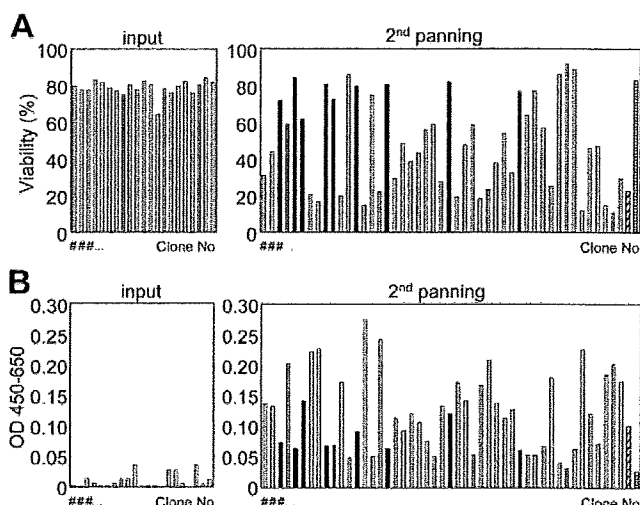 A
input
2nd panning
Viability (%)
100
80
60
40
20
0
100
80
60
40
20
0
###...
Clone No
###...
Clone No
B
input
2nd panning
OD 450-650
0.30
0.25
0.20
0.15
0.10
0.05
0
0.30
0.25
0.20
0.15
0.10
0.05
0
###...
Clone No
###...
Clone No